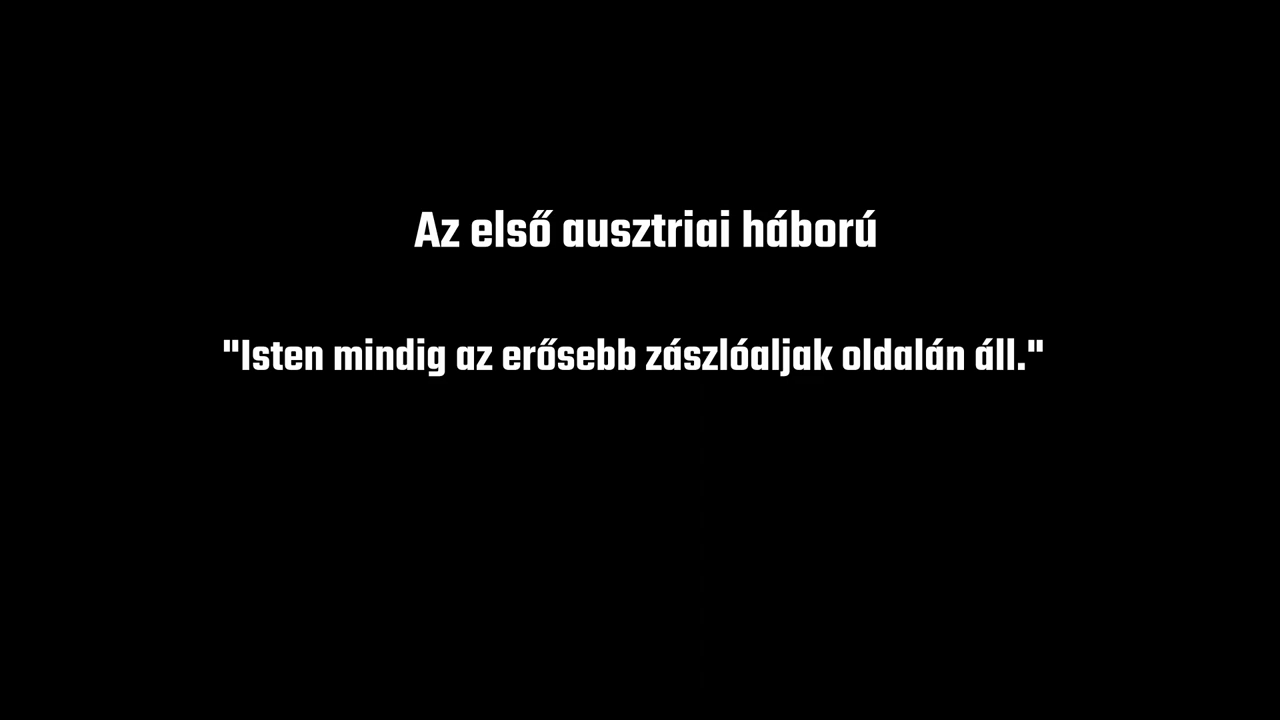 Az első ausztriai háború
"Isten mindig az erősebb zászlóaljak oldalán áll."